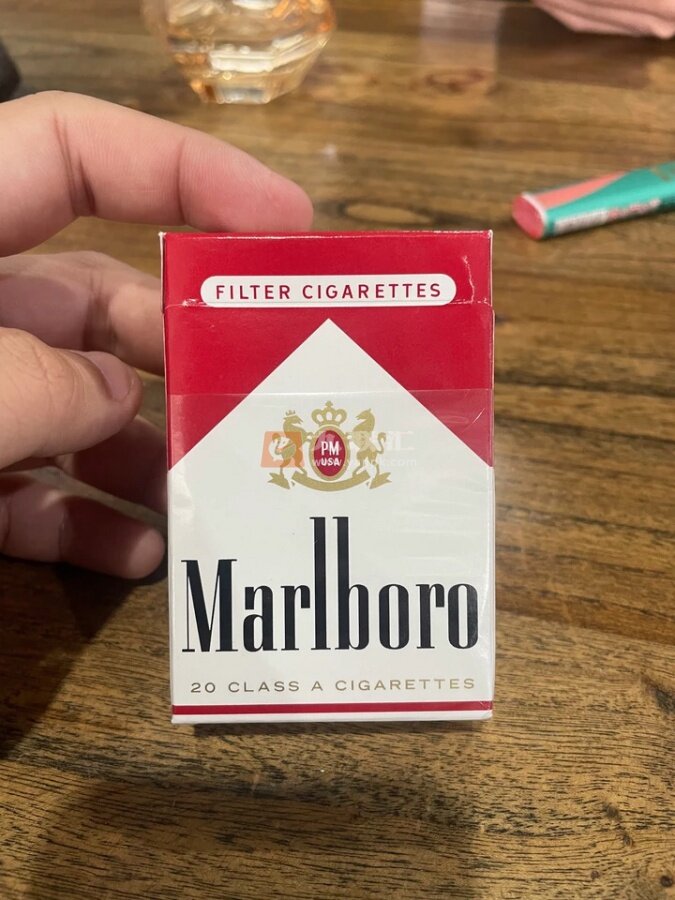 FILTER CIGARETTES
PM
USA
Marlboro
20 CLASS A CIGARETTES